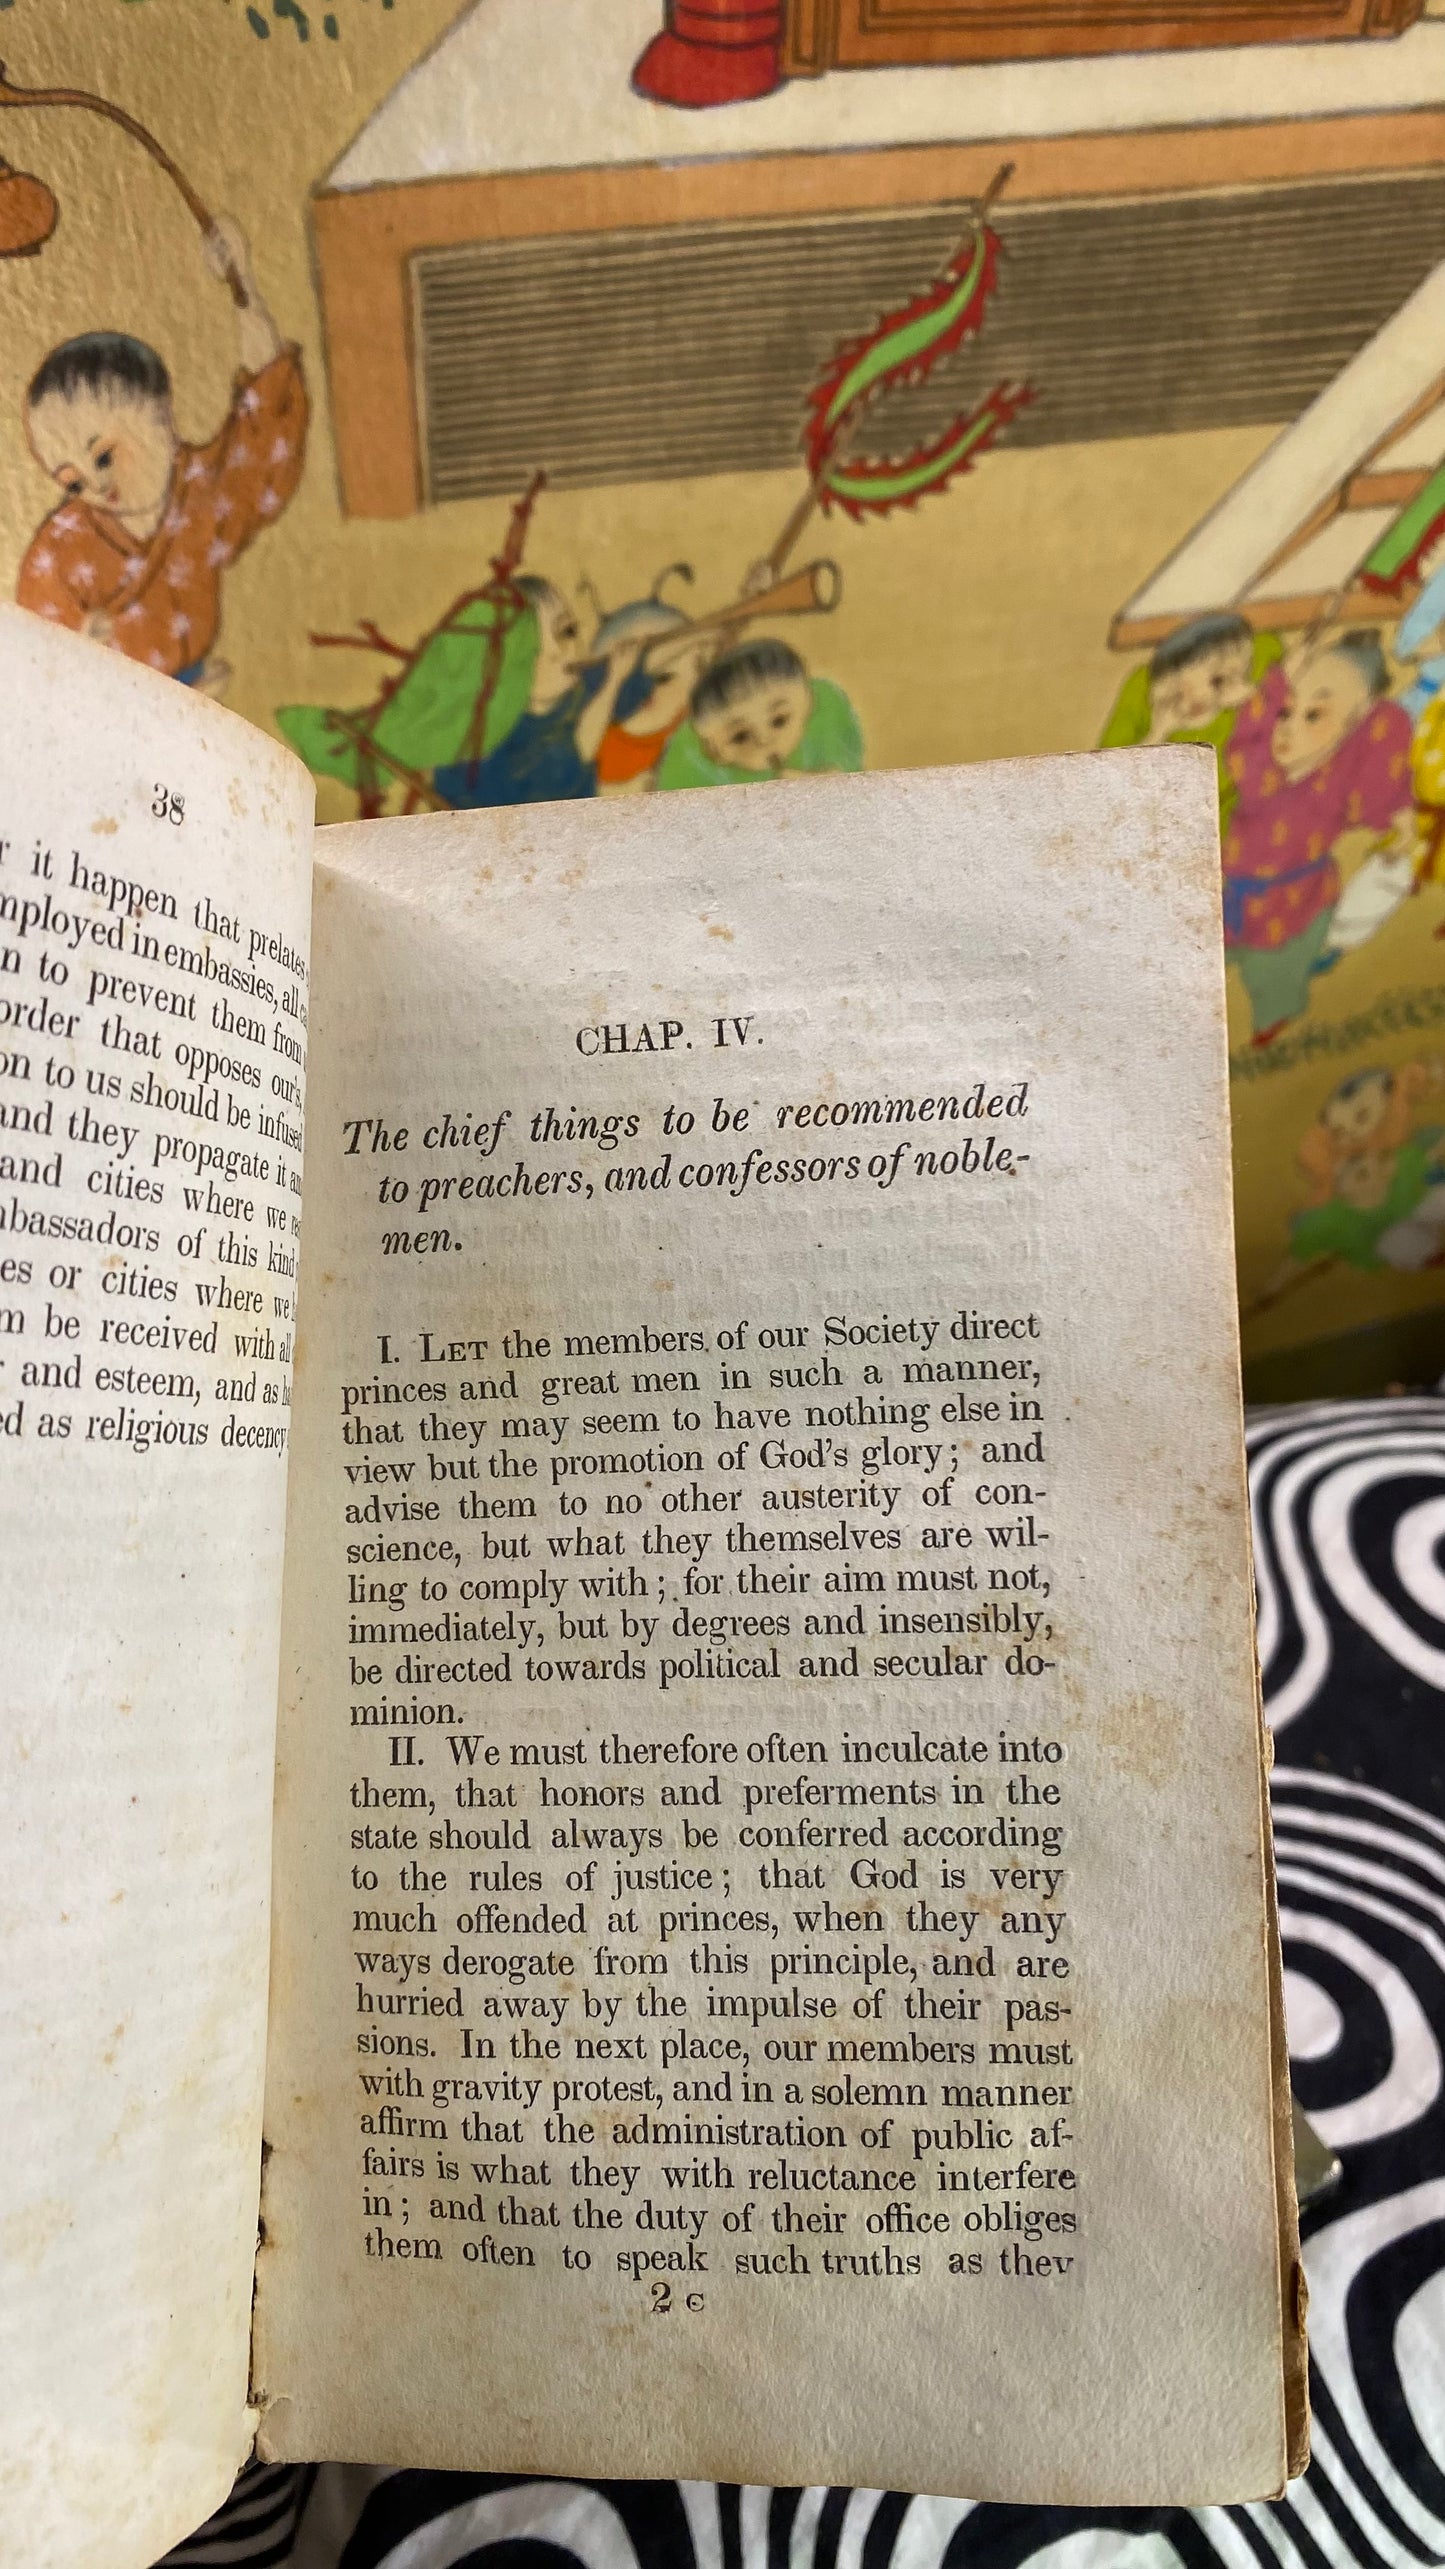 38
it happen that prelates
employed in embassies, all
to prevent them from
order that opposes our's,
on to us should be infused
and they propagate it
and cities where we
ambassadors of this kind
es or cities where we
m be received with all
and esteem, and as
ed as religious decency
CHAP. IV.
The chief things to be recommended
to preachers, and confessors of noble-
men.
I. LET the members of our Society direct
princes and great men in such a manner,
that they may seem to have nothing else in
view but the promotion of God's glory; and
advise them to no other austerity of con-
science, but what they themselves are wil-
ling to comply with; for their aim must not,
immediately, but by degrees and insensibly,
be directed towards political and secular do-
minion.
II. We must therefore often inculcate into
them, that honors and preferments in the
state should always be conferred according
to the rules of justice; that God is very
much offended at princes, when they any
ways derogate from this principle, and are
hurried away by the impulse of their pas-
sions. In the next place, our members must
with gravity protest, and in a solemn manner
affirm that the administration of public af-
fairs is what they with reluctance interfere
in; and that the duty of their office obliges
them often to speak such truths as they
2 C